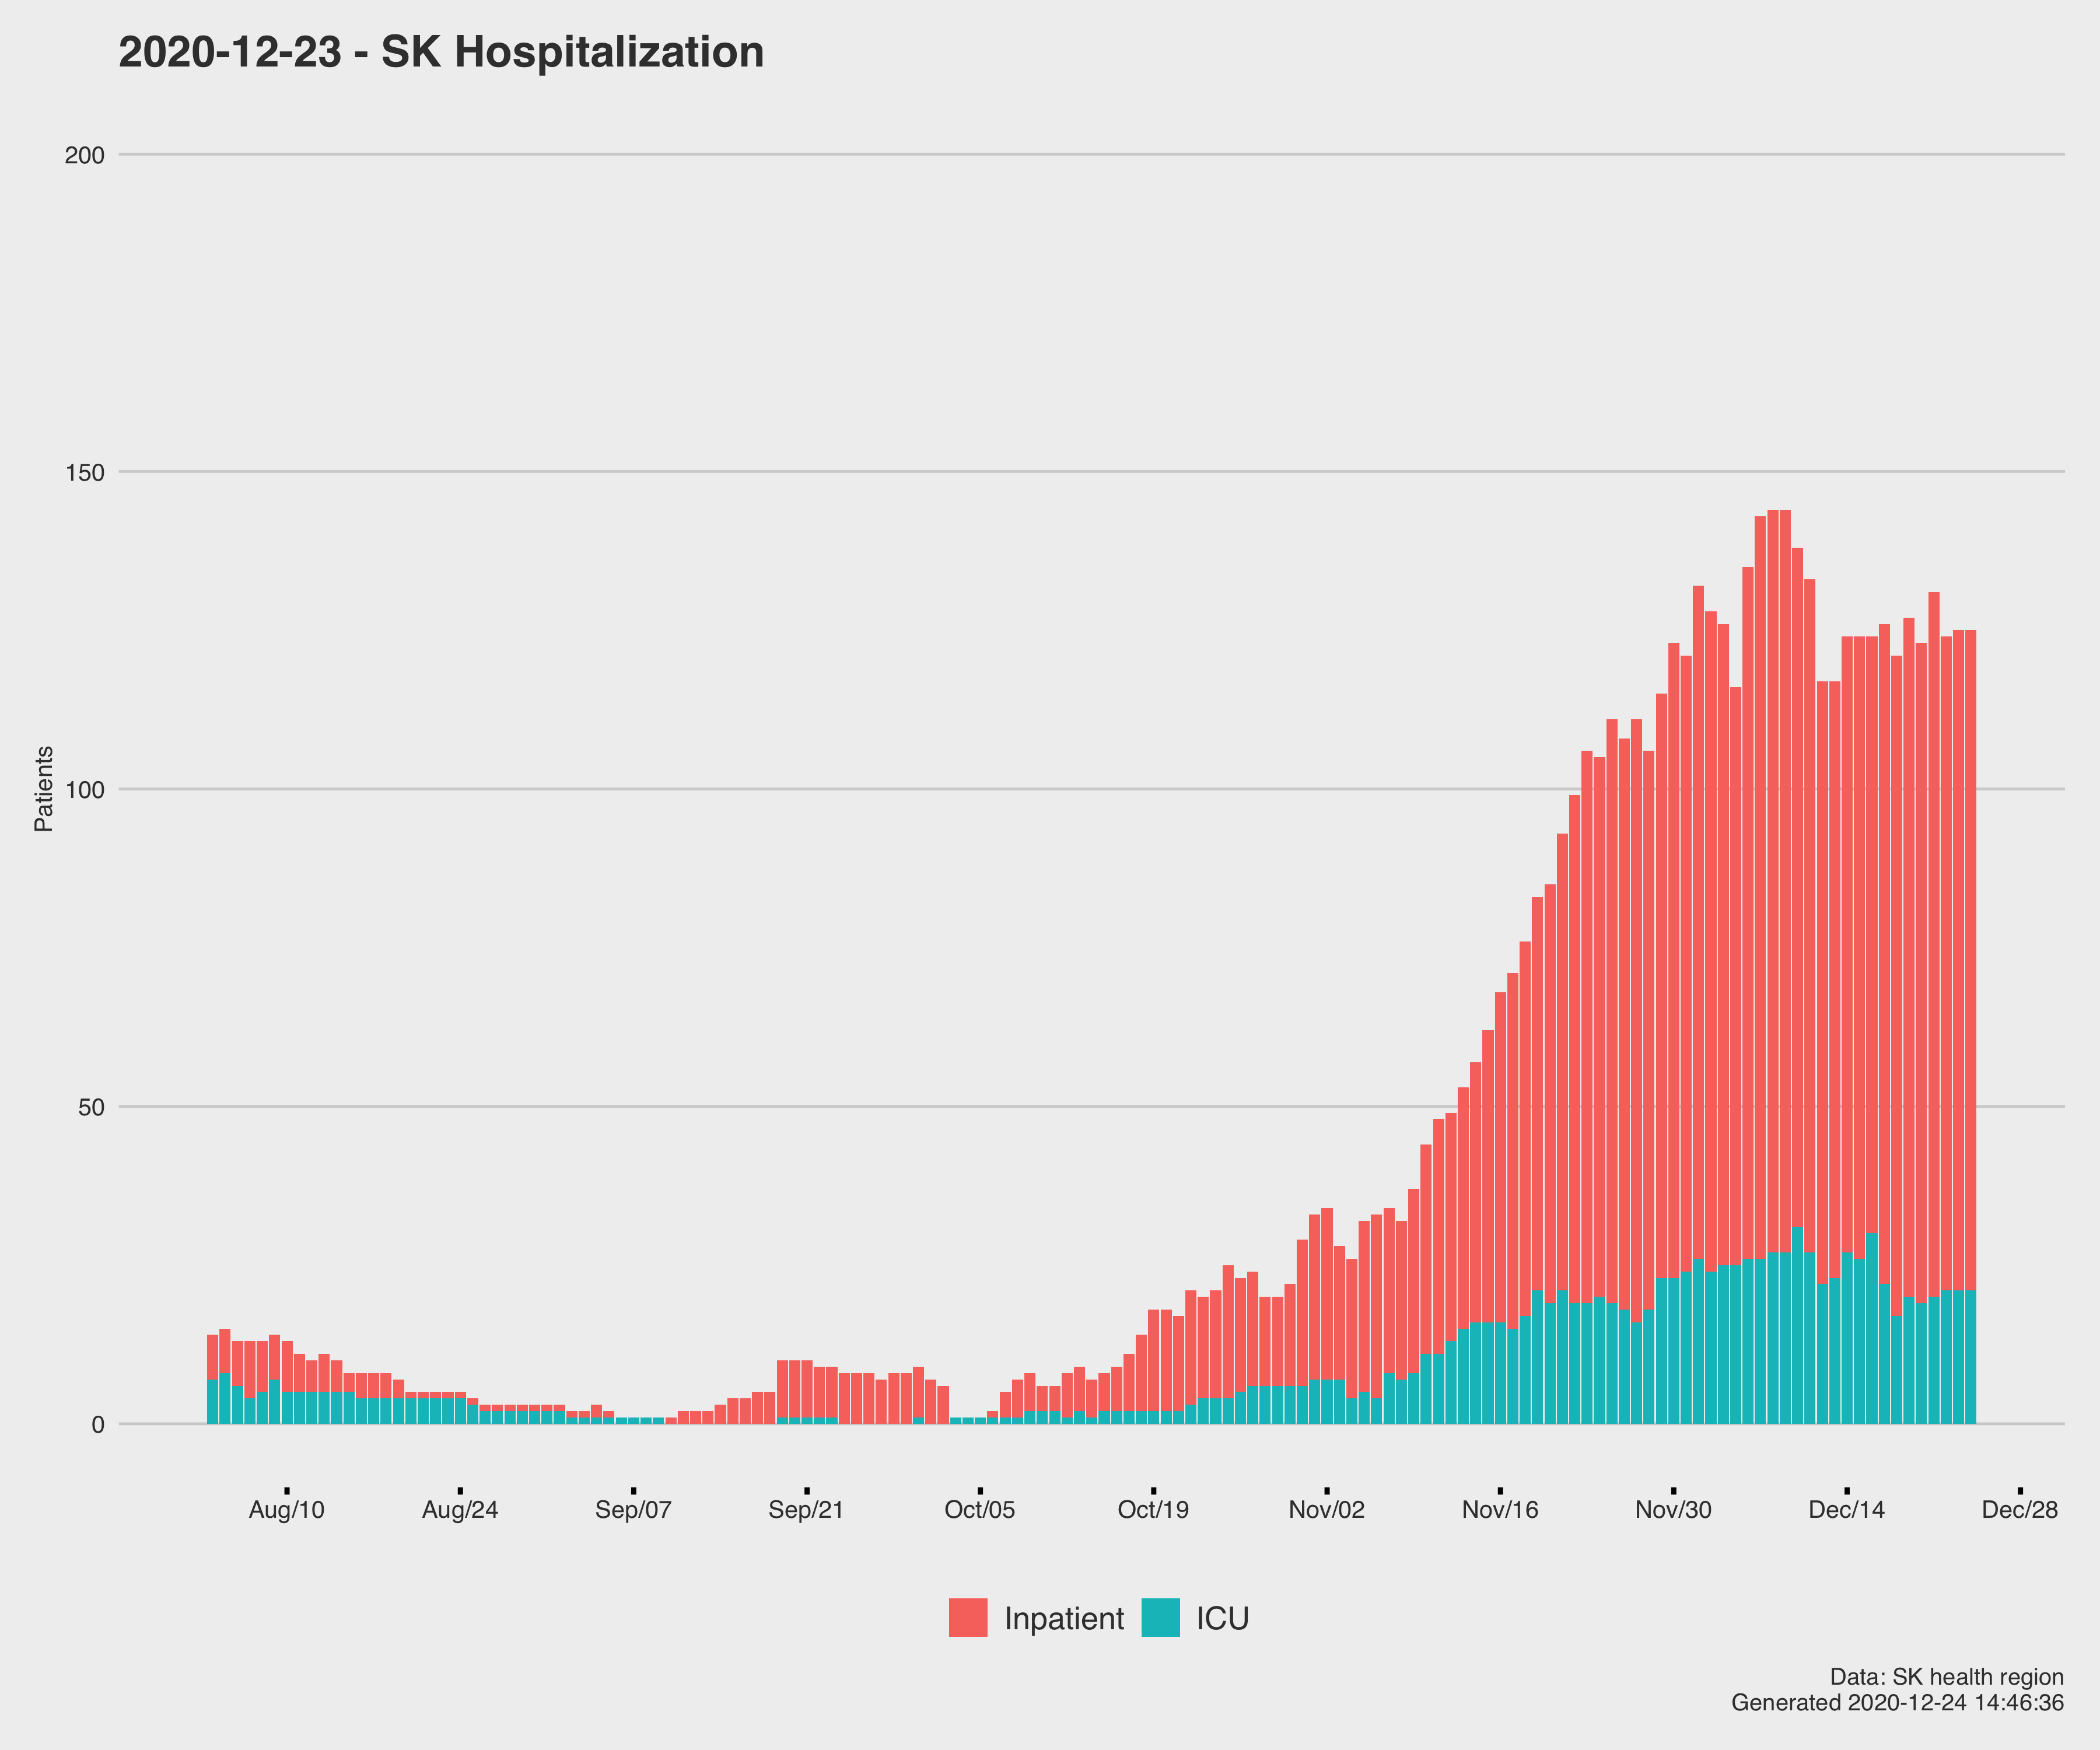 2020-12-23 - SK Hospitalization
200
150
100
50
0
Patients
Aug/10 Aug/24 Sep/07 Sep/21 Oct/05 Oct/19 Nov/02 Nov/16 Nov/30 Dec/14 Dec/28
Inpatient ICU
Data: SK health region
Generated 2020-12-24 14:46:36